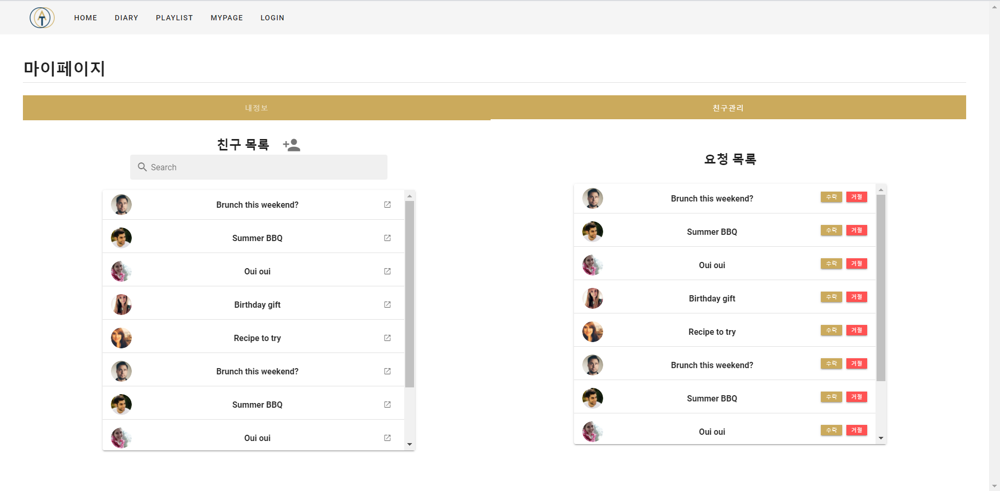 HOME DIARY PLAYLIST MYPAGE LOGIN
마이페이지
내정보 친구관리
친구 목록
Search
Brunch this weekend?
Summer BBQ
Oui oui
Birthday gift
Recipe to try
Brunch this weekend?
Summer BBQ
Oui oui
요청 목록
Brunch this weekend? 수락 거절
Summer BBQ 수락 거절
Oui oui 수락 거절
Birthday gift 수락 거절
Recipe to try 수락 거절
Brunch this weekend? 수락 거절
Summer BBQ 수락 거절
Oui oui 수락 거절